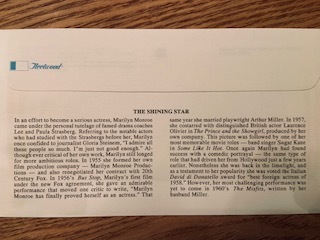 Fleetwood
THE SHINING STAR
In an effort to become a serious actress, Marilyn Monroe
came under the personal tutelage of famed drama coaches
Lee and Paula Strasberg. Referring to the notable actors
who had studied with the Strasbergs before her, Marilyn
once confided to journalist Gloria Steinem, "I admire all
these people so much. I'm just not good enough." Al-
though ever critical of her own work, Marilyn still longed
for more ambitious roles. In 1955 she formed her own
film production company — Marilyn Monroe Produc-
tions — and also renegotiated her contract with 20th
Century Fox. In 1956's Bus Stop, Marilyn's first film
under the new Fox agreement, she gave an admirable
performance that moved one critic to write, "Marilyn
Monroe has finally proved herself as an actress." That
same year she married playwright Arthur Miller. In 1957,
she costarred with distinguished British actor Laurence
Olivier in The Prince and the Showgirl, produced by her
own company. This picture was followed by one of her
most memorable movie roles — band singer Sugar Kane
in Some Like It Hot. Once again Marilyn had found
success with a comedic portrayal — the same type of
role that had driven her from Hollywood just a few years
earlier. Nonetheless she was back in the limelight, and
as a testament to her popularity she was voted the Italian
David di Donatello award for "best foreign actress of
1958." However, her most challenging performance was
yet to come in 1960's The Misfits, written by her
husband Miller.